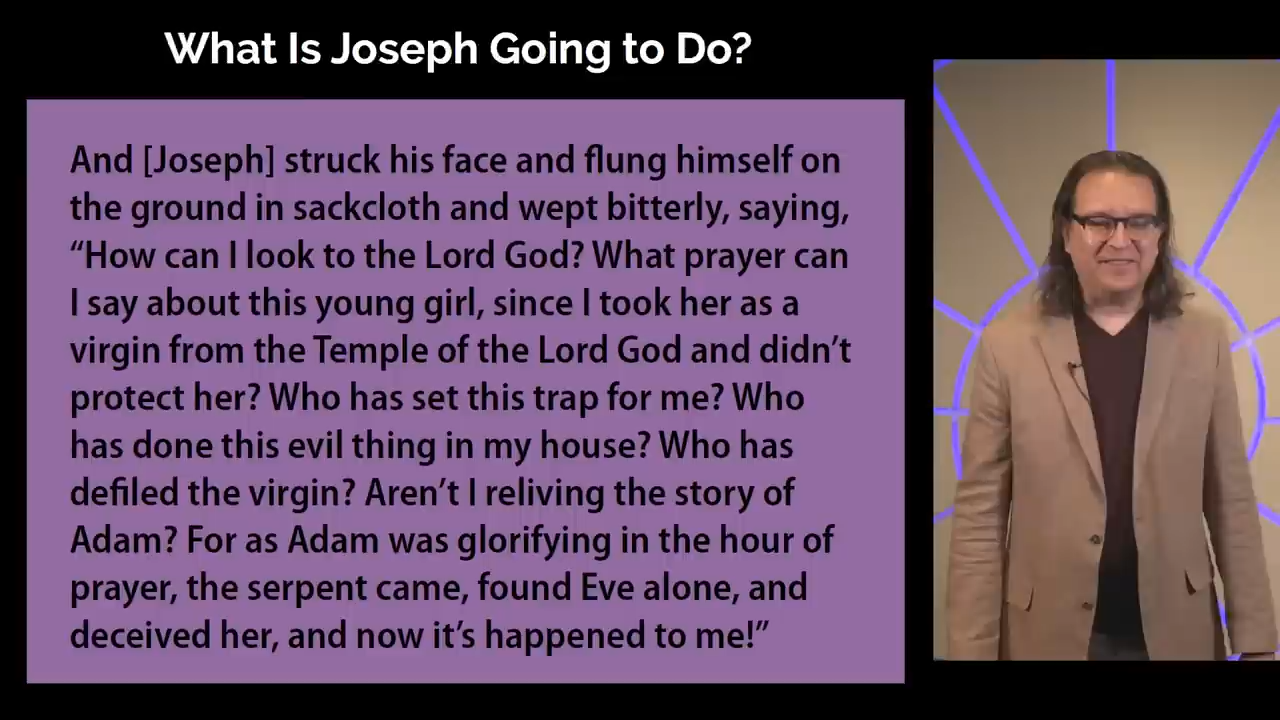 What Is Joseph Going to Do?
And [Joseph] struck his face and flung himself on
the ground in sackcloth and wept bitterly, saying,
“How can I look to the Lord God? What prayer can
I say about this young girl, since I took her as a
virgin from the Temple of the Lord God and didn’t
protect her? Who has set this trap for me? Who
has done this evil thing in my house? Who has
defiled the virgin? Aren’t I reliving the story of
Adam? For as Adam was glorifying in the hour of
prayer, the serpent came, found Eve alone, and
deceived her, and now it’s happened to me!”